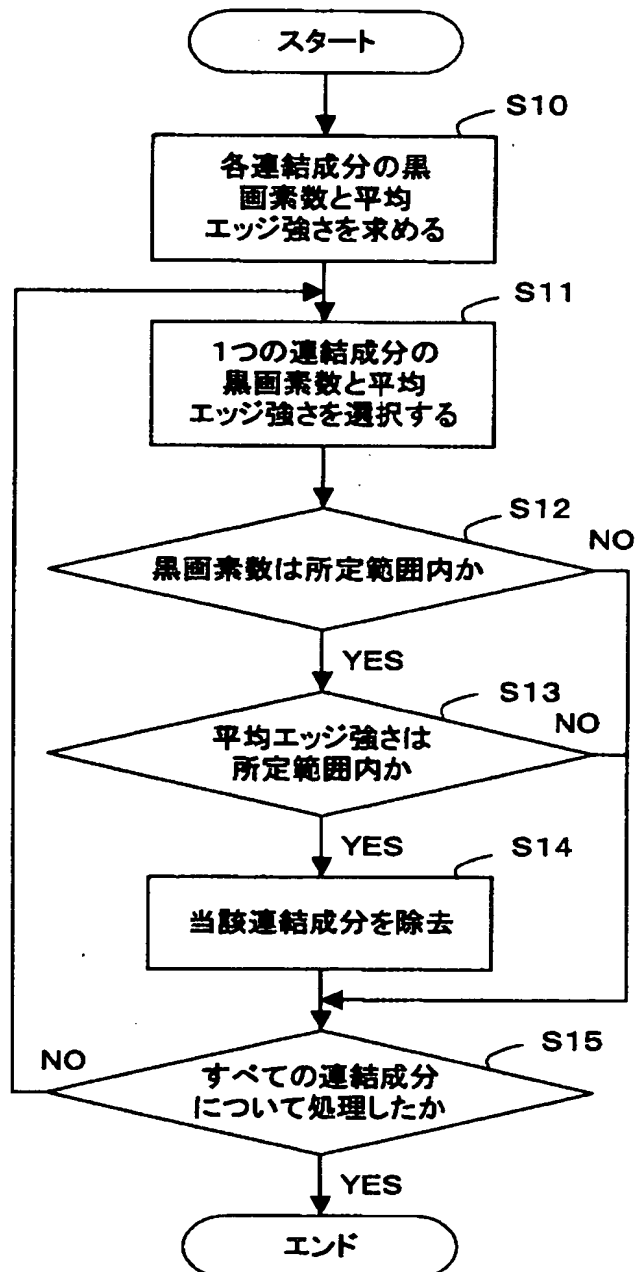 スタート
S10
各連結成分の黒
画素数と平均
エッジ強さを求める
S11
1つの連結成分の
黒画素数と平均
エッジ強さを選択する
S12
NO
黒画素数は所定範囲内か
YES
S13
NO
平均エッジ強さは
所定範囲内か
YES
S14
当該連結成分を除去
S15
NO
すべての連結成分
について処理したか
YES
エンド